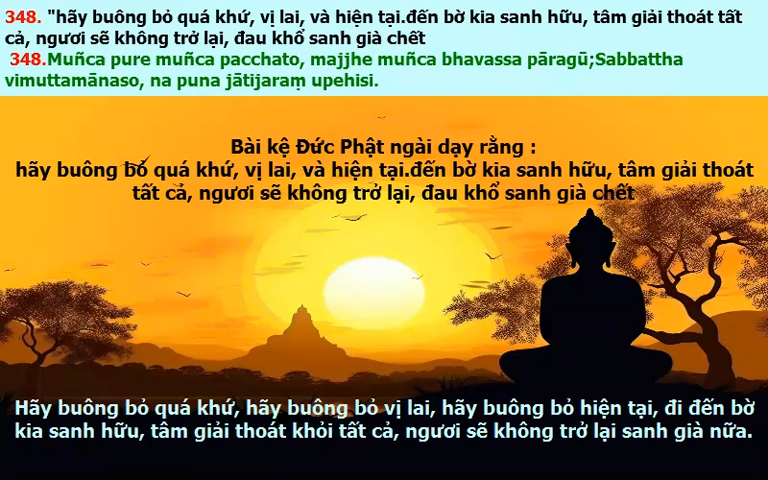 348. "hãy buông bỏ quá khứ, vị lai, và hiện tại.đến bờ kia sanh hữu, tâm giải thoát tất
cả, ngươi sẽ không trở lại, đau khổ sanh già chết
348.Muñca pure muñca pacchato, majjhe muñca bhavassa pāragū;Sabbattha
vimuttamānaso, na puna jātijaraṃ upehisi.
Bài kệ Đức Phật ngài dạy rằng :
hãy buông bỏ quá khứ, vị lai, và hiện tại.đến bờ kia sanh hữu, tâm giải thoát
tất cả, ngươi sẽ không trở lại, đau khổ sanh già chết
Hãy buông bỏ quá khứ, hãy buông bỏ vị lai, hãy buông bỏ hiện tại, đi đến bờ
kia sanh hữu, tâm giải thoát khỏi tất cả, ngươi sẽ không trở lại sanh già nữa.